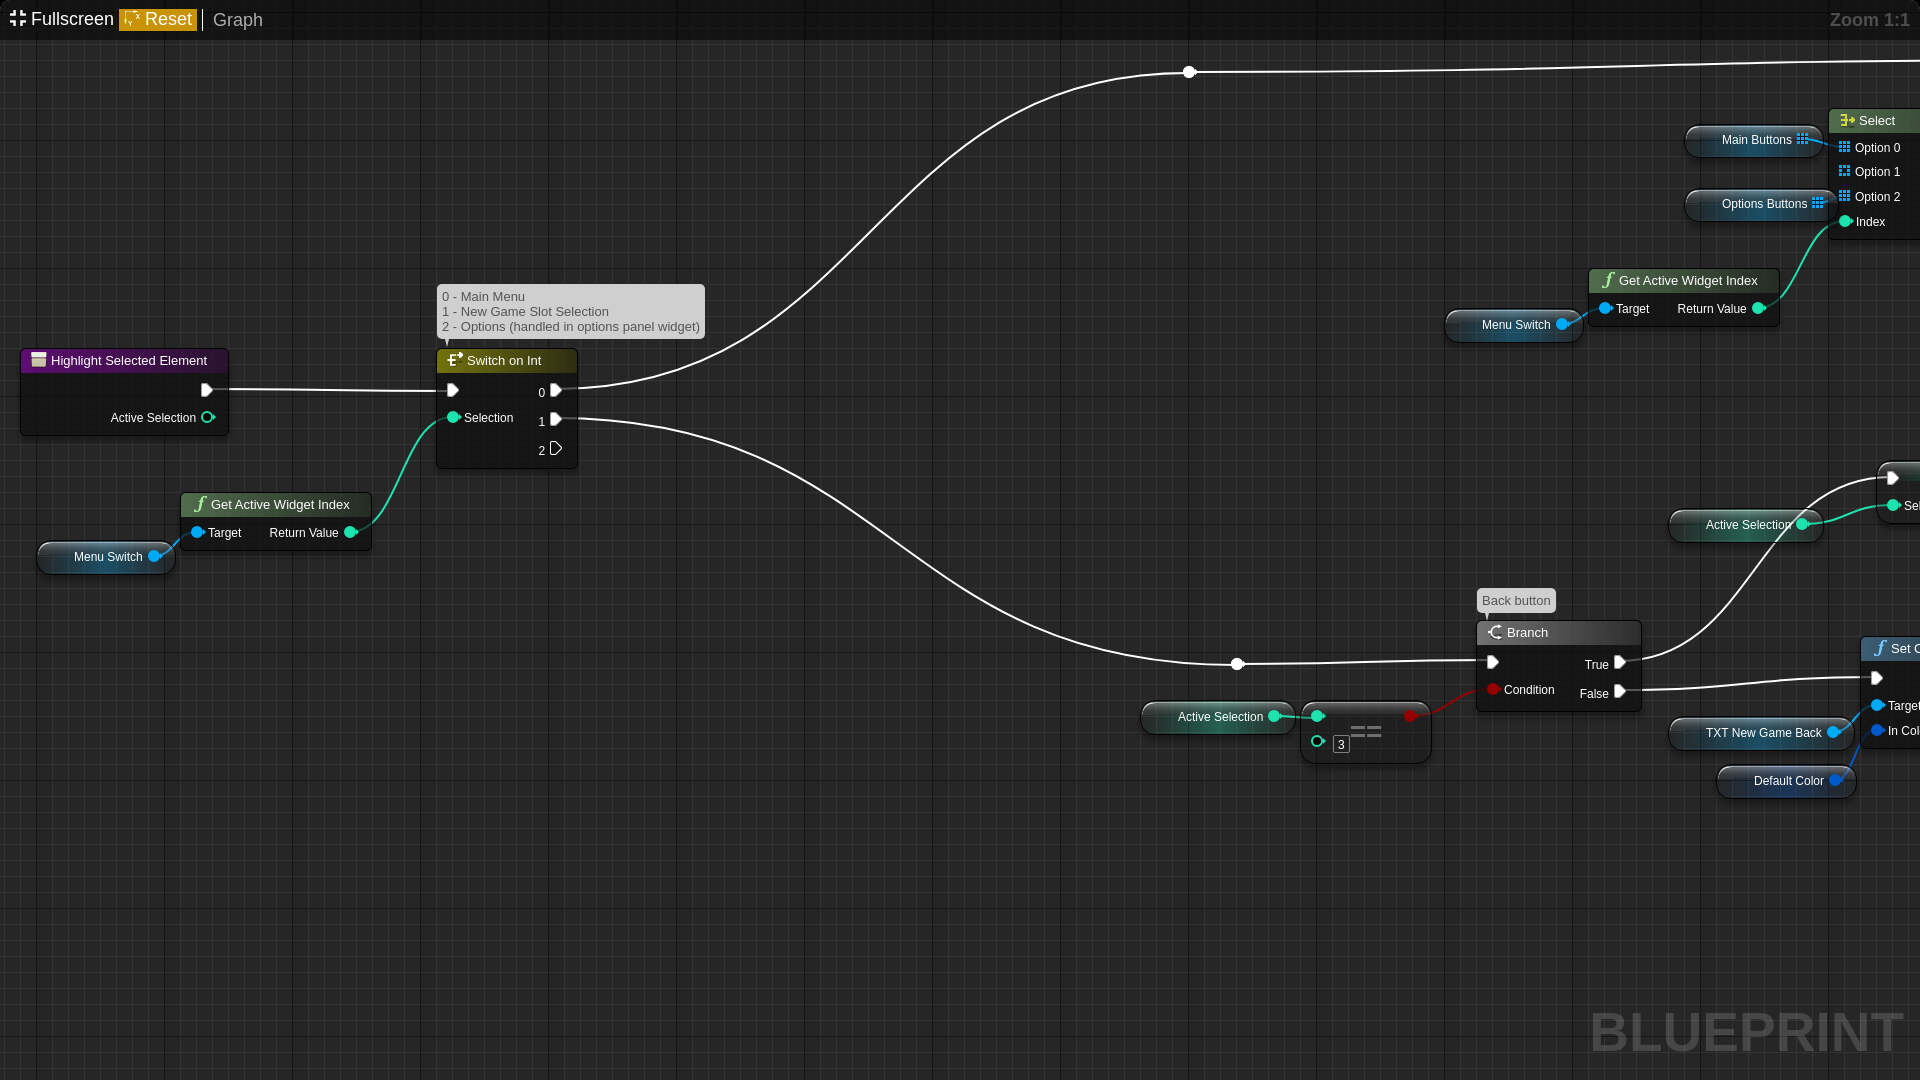 Fullscreen Reset Graph Zoom 1:1
Select
Main Buttons
Option 0
Option 1
Options Buttons
Option 2
Index
Get Active Widget Index
Target Return Value
Menu Switch
0 - Main Menu
1 - New Game Slot Selection
2 - Options (handled in options panel widget)
Highlight Selected Element
Active Selection
Switch on Int
0
Selection
1
2
Get Active Widget Index
Target Return Value
Menu Switch
Active Selection
Sel
Back button
Branch
True
Condition
False
Active Selection
==
3
Set C
Target
In Col
TXT New Game Back
Default Color
BLUEPRINT